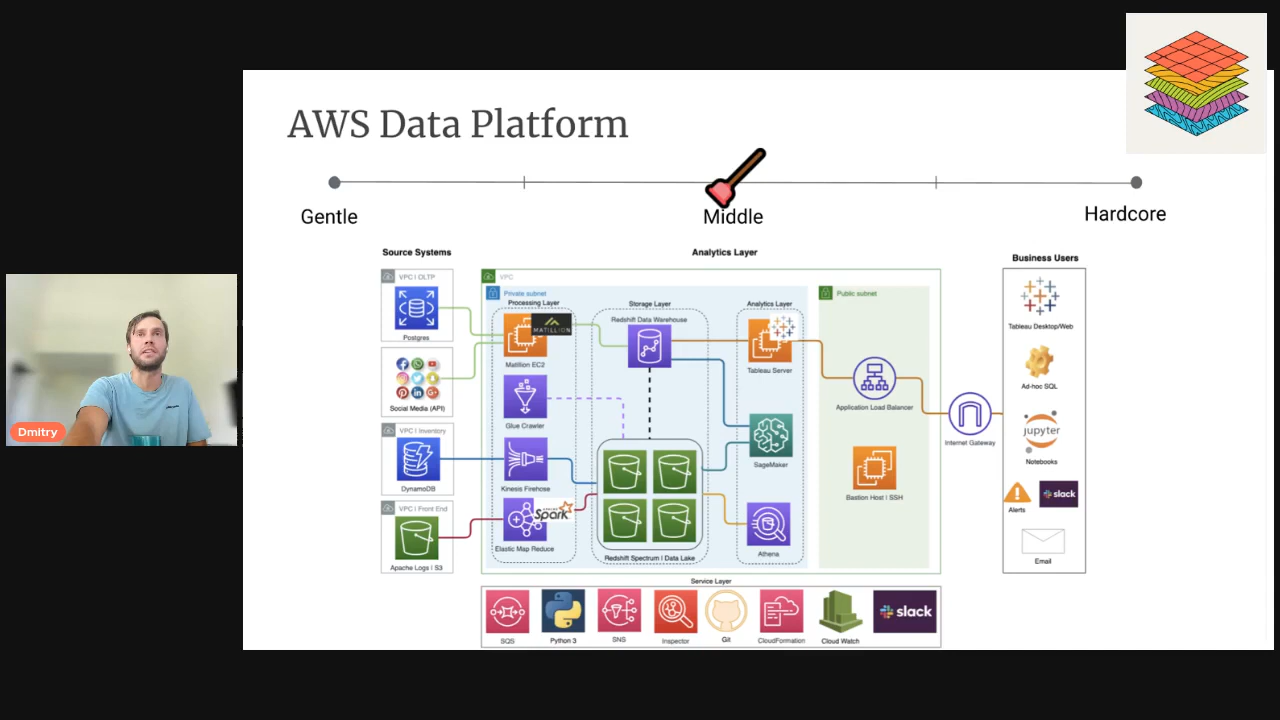 AWS Data Platform
Gentle
Middle
Hardcore
Source Systems
Analytics Layer
Business Users
VPC | OLTP
Postgres
Social Media (API)
VPC | Inventory
DynamoDB
VPC | Front End
Apache Logs | S3
VPC
Private subnet
Processing Layer
MATILLION
Matillion EC2
Glue Crawler
Kinesis Firehose
Spark
Elastic Map Reduce
Storage Layer
Redshift Data Warehouse
Redshift Spectrum | Data Lake
Analytics Layer
Tableau Server
SageMaker
Athena
Public subnet
Application Load Balancer
Bastion Host | SSH
Internet Gateway
Tableau Desktop/Web
Ad-hoc SQL
jupyter
Notebooks
Alerts
slack
Email
Service Layer
SQS
Python 3
SNS
Inspector
Git
CloudFormation
Cloud Watch
slack
Dmitry